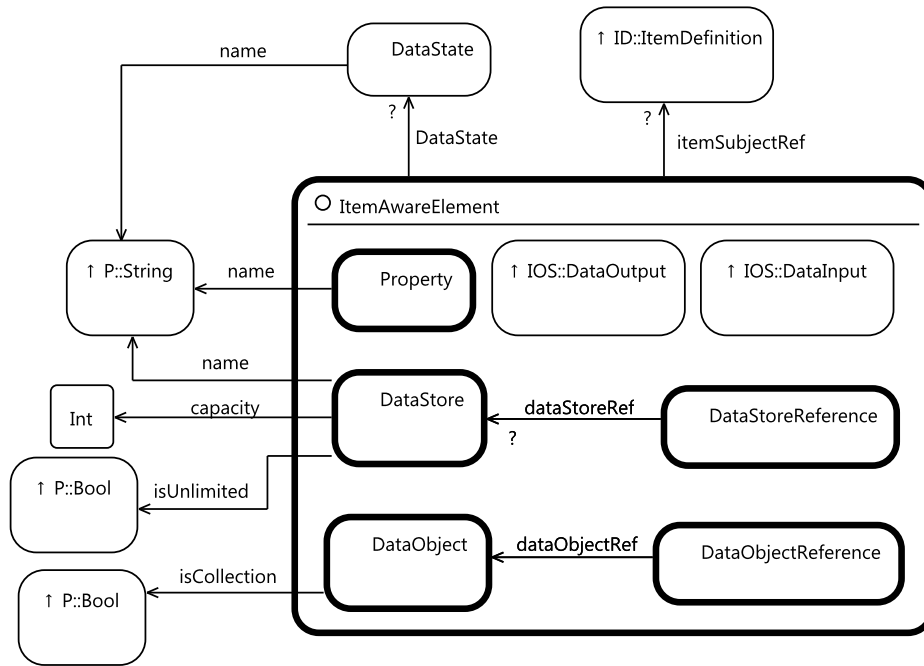 name
DataState
↑ ID::ItemDefinition
?
DataState
?
itemSubjectRef
ItemAwareElement
↑ P::String
name
Property
↑ IOS::DataOutput
↑ IOS::DataInput
name
Int
capacity
DataStore
dataStoreRef
?
DataStoreReference
↑ P::Bool
isUnlimited
DataObject
dataObjectRef
DataObjectReference
↑ P::Bool
isCollection